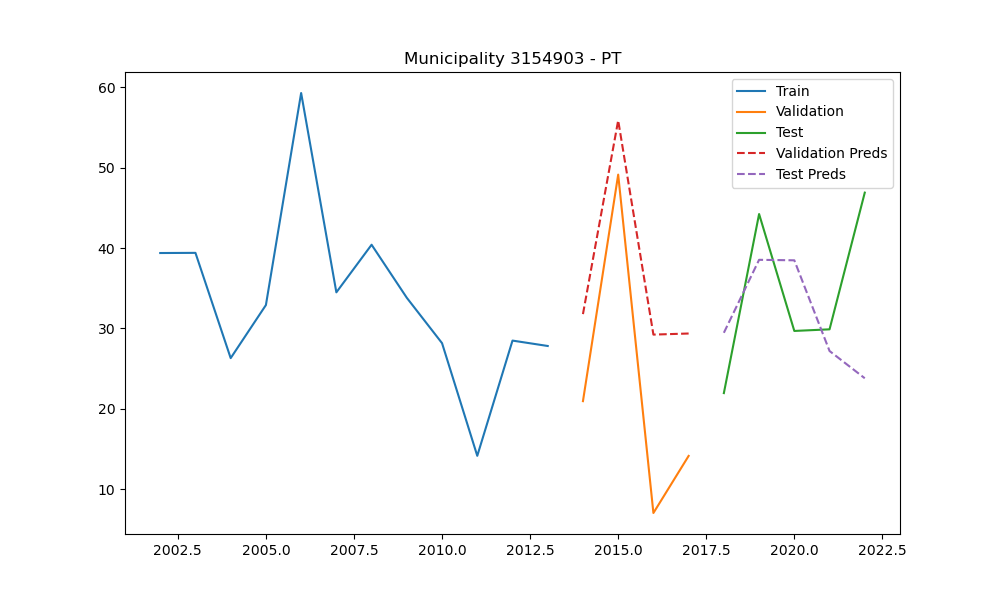 Municipality 3154903 - PT
60
50
40
30
20
10
2002.5 2005.0 2007.5 2010.0 2012.5 2015.0 2017.5 2020.0 2022.5
Train
Validation
Test
Validation Preds
Test Preds